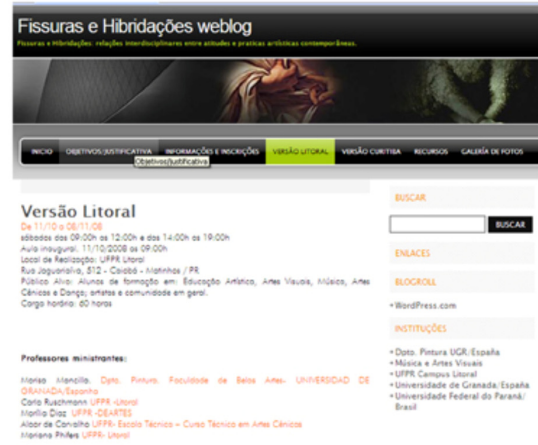 Fissuras e Hibridações weblog
Fissuras e Hibridações: relações interdisciplinares entre atitudes e praticas artísticas contemporâneas.
INICIO
OBJETIVOS/JUSTIFICATIVA
INFORMAÇÕES E INSCRIÇÕES
VERSÃO LITORAL
VERSÃO CURITIBA
RECURSOS
GALERÍA DE FOTOS
Objetivos/Justificativa
Versão Litoral
De 11/10 a 08/11/08
sábados das 09:00h as 12:00h e das 14:00h as 19:00h
Aula inaugural: 11/10/2008 as 09:00h
Local de Realização: UFPR Litoral
Rua Jaguariaíva, 512 - Caiobá - Matinhos / PR
Público Alvo: Alunos de formação em: Educação Artística, Artes Visuais, Música, Artes
Cênicas e Dança; artistas e comunidade em geral.
Carga horária: 60 horas
Professores ministrantes:
Marisa Mancilla. Dpto. Pintura. Faculdade de Belas Artes- UNIVERSIDAD DE
GRANADA/Espanha
Carla Ruschmann UFPR -Litoral
Marília Diaz UFPR -DEARTES
Alaor de Carvalho UFPR- Escola Técnica - Curso Técnico em Artes Cênicas
Mariana UFPR- Litoral
BUSCAR
BUSCAR
ENLACES
BLOGROLL
WordPress.com
INSTITUÇÕES
Dpto. Pintura UGR/España
Música e Artes Visuais
UFPR Campus Litoral
Universidade de Granada/España
Universidade Federal do Paraná/
Brasil